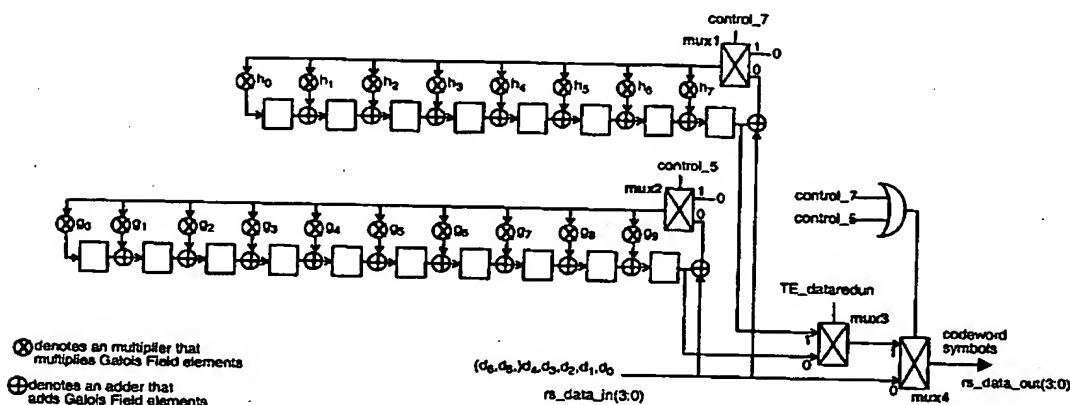 control_7
mux1
1
0
0
h0 h1 h2 h3 h4 h5 h6 h7
control_5
mux2
1
0
0
g0 g1 g2 g3 g4 g5 g6 g7 g8 g9
control_7
control_5
TE_dataredun
mux3
1
0
codeword
symbols
1
0
mux4
rs_data_out(3:0)
{d6,d5,}d4,d3,d2,d1,d0
rs_data_in(3:0)
denotes an multiplier that
multiplies Galois Field elements
denotes an adder that
adds Galois Field elements